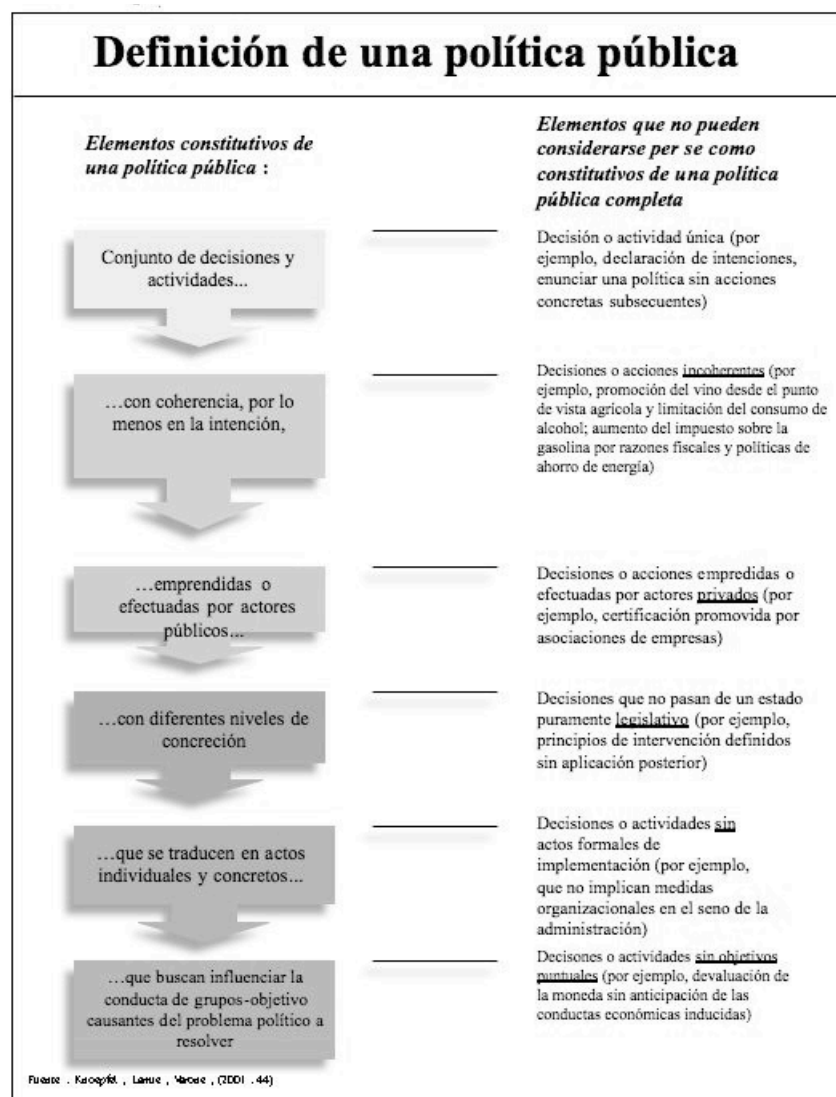 Definición de una política pública
Elementos constitutivos de
una política pública :
Elementos que no pueden
considerarse per se como
constitutivos de una política
pública completa
Conjunto de decisiones y
actividades...
Decisión o actividad única (por
ejemplo, declaración de intenciones,
enunciar una política sin acciones
concretas subsecuentes)
…con coherencia, por lo
menos en la intención,
Decisiones o acciones incoherentes (por
ejemplo, promoción del vino desde el punto
de vista agrícola y limitación del consumo de
alcohol; aumento del impuesto sobre la
gasolina por razones fiscales y políticas de
ahorro de energía)
…emprendidas o
efectuadas por actores
públicos...
Decisiones o acciones empredidas o
efectuadas por actores privados (por
ejemplo, certificación promovida por
asociaciones de empresas)
…con diferentes niveles de
concreción
Decisiones que no pasan de un estado
puramente legislativo (por ejemplo,
principios de intervención definidos
sin aplicación posterior)
…que se traducen en actos
individuales y concretos...
Decisiones o actividades sin
actos formales de
implementación (por ejemplo,
que no implican medidas
organizacionales en el seno de la
administración)
…que buscan influenciar la
conducta de grupos-objetivo
causantes del problema político a
resolver
Decisones o actividades sin objetivos
puntuales (por ejemplo, devaluación de
la moneda sin anticipación de las
conductas económicas inducidas)
Fuente . Knoepfel , Larrue , Varone , (2001 . 44)